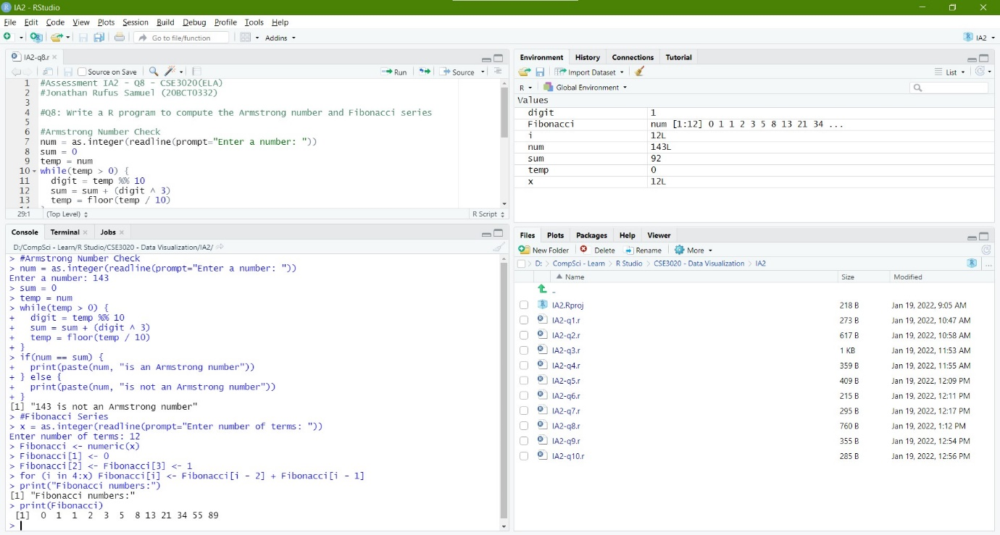 IA2 - RStudio
File Edit Code View Plots Session Build Debug Profile Tools Help
Go to file/function Addins IA2
IA2-q8.r
Source on Save Run Source
1 #Assessment IA2 - Q8 - CSE3020(ELA)
2 #Jonathan Rufus Samuel (20BCT0332)
3
4 #Q8: Write a R program to compute the Armstrong number and Fibonacci series
5
6 #Armstrong Number Check
7 num = as.integer(readline(prompt="Enter a number: "))
8 sum = 0
9 temp = num
10 while(temp > 0) {
11 digit = temp %% 10
12 sum = sum + (digit ^ 3)
13 temp = floor(temp / 10)
29:1 (Top Level) R Script
Console Terminal Jobs
D:/CompSci - Learn/R Studio/CSE3020 - Data Visualization/IA2/
> #Armstrong Number Check
> num = as.integer(readline(prompt="Enter a number: "))
Enter a number: 143
> sum = 0
> temp = num
> while(temp > 0) {
+ digit = temp %% 10
+ sum = sum + (digit ^ 3)
+ temp = floor(temp / 10)
+ }
> if(num == sum) {
+ print(paste(num, "is an Armstrong number"))
+ } else {
+ print(paste(num, "is not an Armstrong number"))
+ }
[1] "143 is not an Armstrong number"
> #Fibonacci Series
> x = as.integer(readline(prompt="Enter number of terms: "))
Enter number of terms: 12
> Fibonacci <- numeric(x)
> Fibonacci[1] <- 0
> Fibonacci[2] <- Fibonacci[3] <- 1
> for (i in 4:x) Fibonacci[i] <- Fibonacci[i - 2] + Fibonacci[i - 1]
> print("Fibonacci numbers:")
[1] "Fibonacci numbers:"
> print(Fibonacci)
[1] 0 1 1 2 3 5 8 13 21 34 55 89
>
Environment History Connections Tutorial
Import Dataset List
R Global Environment
Values
digit 1
Fibonacci num [1:12] 0 1 1 2 3 5 8 13 21 34 ...
i 12L
num 143L
sum 92
temp 0
x 12L
Files Plots Packages Help Viewer
New Folder Delete Rename More
D: CompSci - Learn R Studio CSE3020 - Data Visualization IA2 ...
Name Size Modified
..
IA2.Rproj 218 B Jan 19, 2022, 9:05 AM
IA2-q1.r 273 B Jan 19, 2022, 10:47 AM
IA2-q2.r 617 B Jan 19, 2022, 10:58 AM
IA2-q3.r 1 KB Jan 19, 2022, 11:53 AM
IA2-q4.r 359 B Jan 19, 2022, 11:55 AM
IA2-q5.r 409 B Jan 19, 2022, 12:09 PM
IA2-q6.r 215 B Jan 19, 2022, 12:11 PM
IA2-q7.r 295 B Jan 19, 2022, 12:17 PM
IA2-q8.r 760 B Jan 19, 2022, 1:12 PM
IA2-q9.r 355 B Jan 19, 2022, 12:54 PM
IA2-q10.r 285 B Jan 19, 2022, 12:56 PM